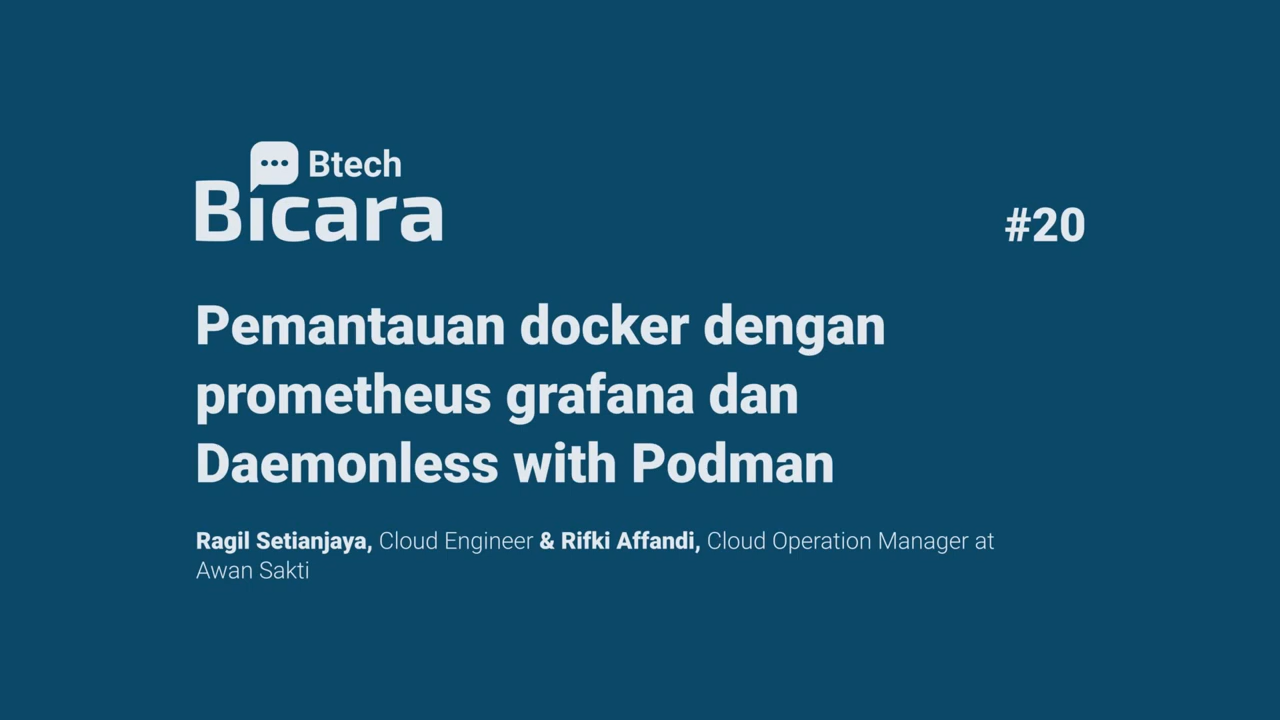 Btech
Bicara
#20
Pemantauan docker dengan
prometheus grafana dan
Daemonless with Podman
Ragil Setianjaya, Cloud Engineer & Rifki Affandi, Cloud Operation Manager at
Awan Sakti